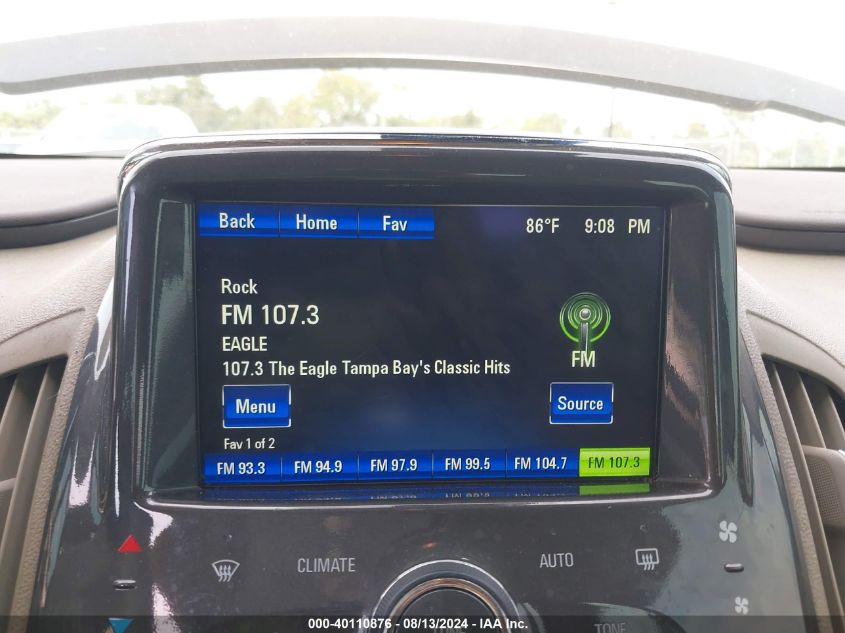 Back Home Fav 86°F 9:08 PM
Rock
FM 107.3
EAGLE
107.3 The Eagle Tampa Bay's Classic Hits
FM
Menu Source
Fav 1 of 2
FM 93.3 FM 94.9 FM 97.9 FM 99.5 FM 104.7 FM 107.3
CLIMATE AUTO
TUNE TONE
000-40110876 - 08/13/2024 - IAA Inc.